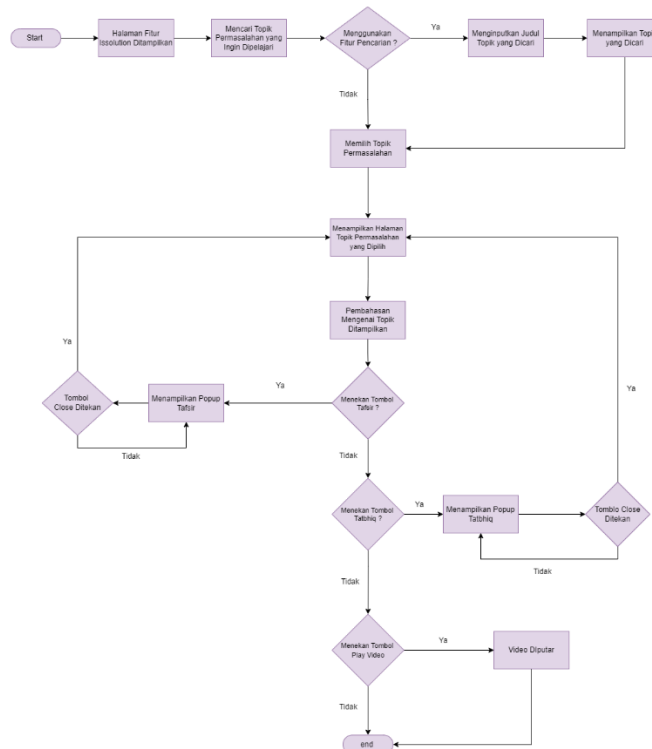 Start
Halaman Fitur
Issolution Ditampilkan
Mencari Topik
Permasalahan yang
Ingin Dipelajari
Menggunakan
Fitur Pencarian ?
Ya
Menginputkan Judul
Topik yang Dicari
Menampilkan Topi
yang Dicari
Tidak
Memilih Topik
Permasalahan
Menampilkan Halaman
Topik Permasalahan
yang Dipilih
Pembahasan
Mengenai Topik
Ditampilkan
Ya
Tombol
Close Ditekan
Menampilkan Popup
Tafsir
Ya
Menekan Tombol
Tafsir ?
Ya
Tidak
Tidak
Menekan Tombol
Tatbhiq ?
Ya
Menampilkan Popup
Tatbhiq
Tomblo Close
Ditekan
Tidak
Tidak
Menekan Tombol
Play Video
Ya
Video Diputar
Tidak
end